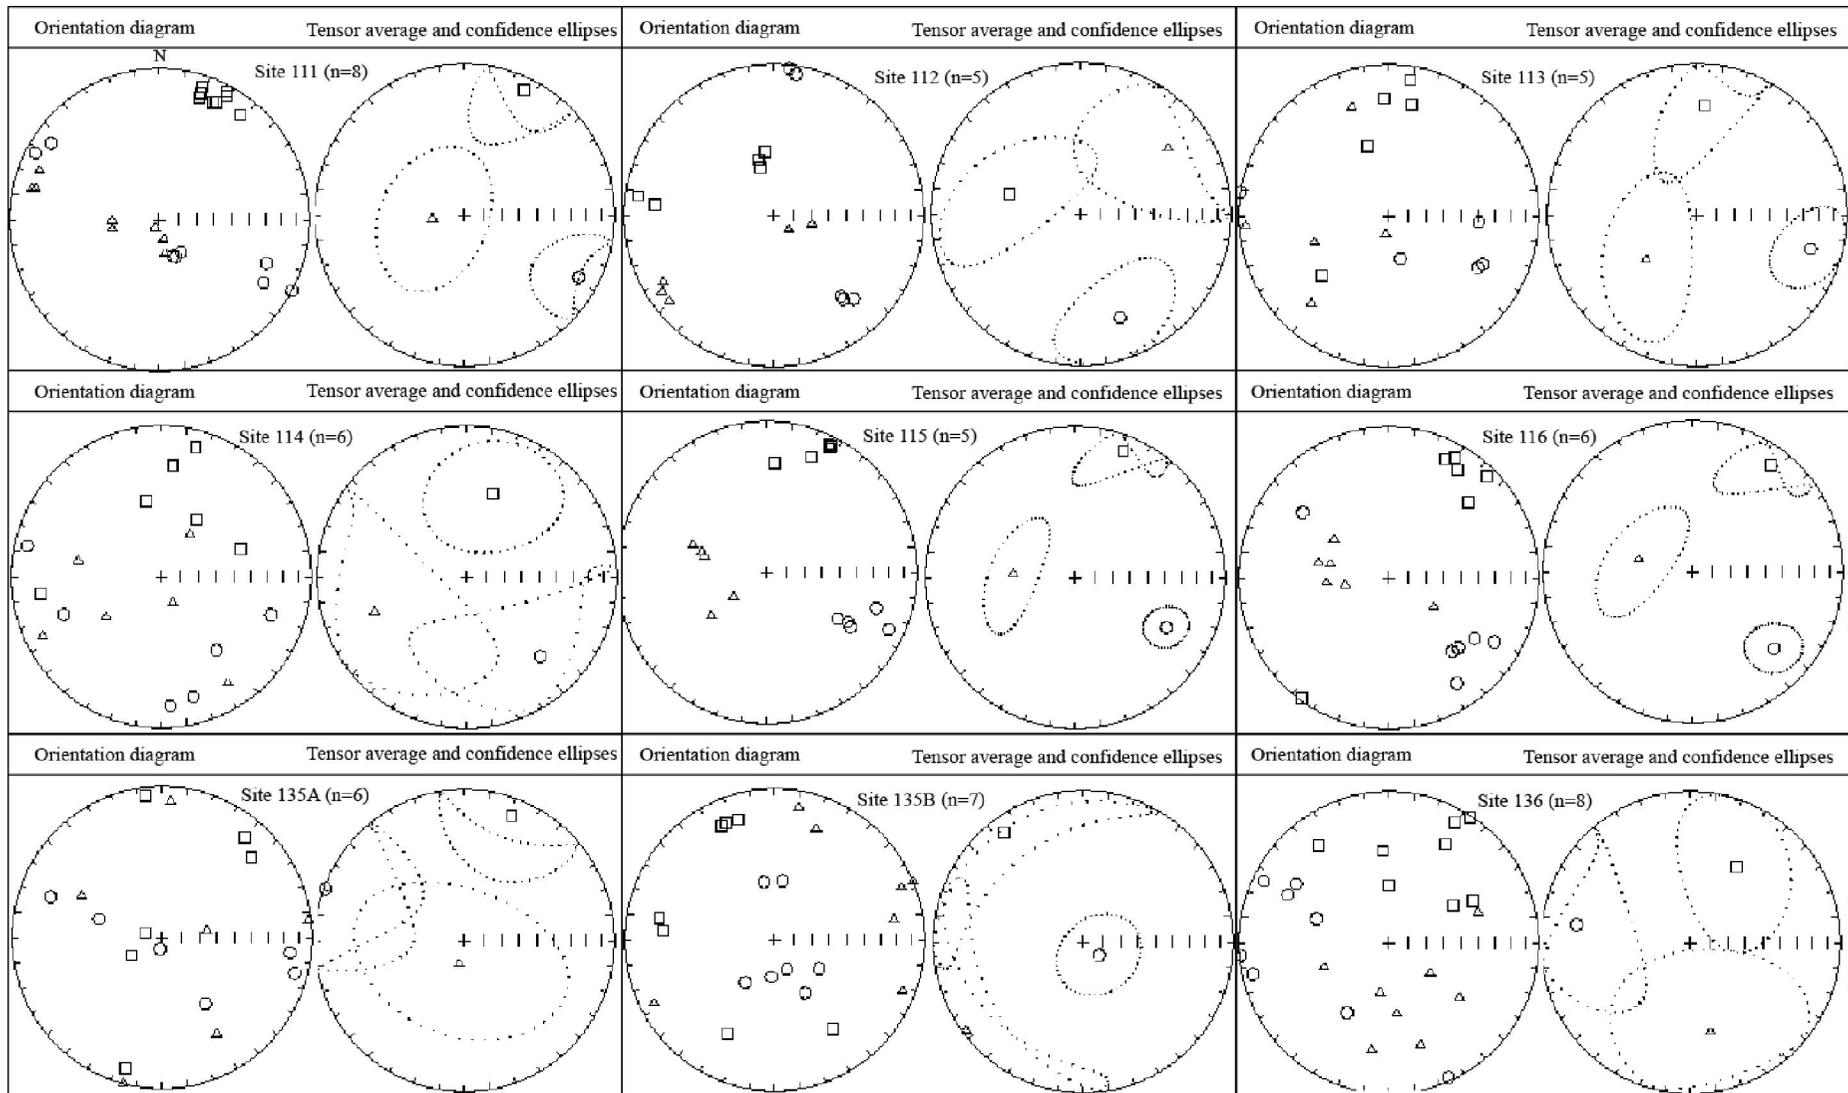 Orientation diagram Tensor average and confidence ellipses Orientation diagram Tensor average and confidence ellipses Orientation diagram Tensor average and confidence ellipses
N
Site 111 (n=8) Site 112 (n=5) Site 113 (n=5)
Orientation diagram Tensor average and confidence ellipses Orientation diagram Tensor average and confidence ellipses Orientation diagram Tensor average and confidence ellipses
Site 114 (n=6) Site 115 (n=5) Site 116 (n=6)
Orientation diagram Tensor average and confidence ellipses Orientation diagram Tensor average and confidence ellipses Orientation diagram Tensor average and confidence ellipses
Site 135A (n=6) Site 135B (n=7) Site 136 (n=8)